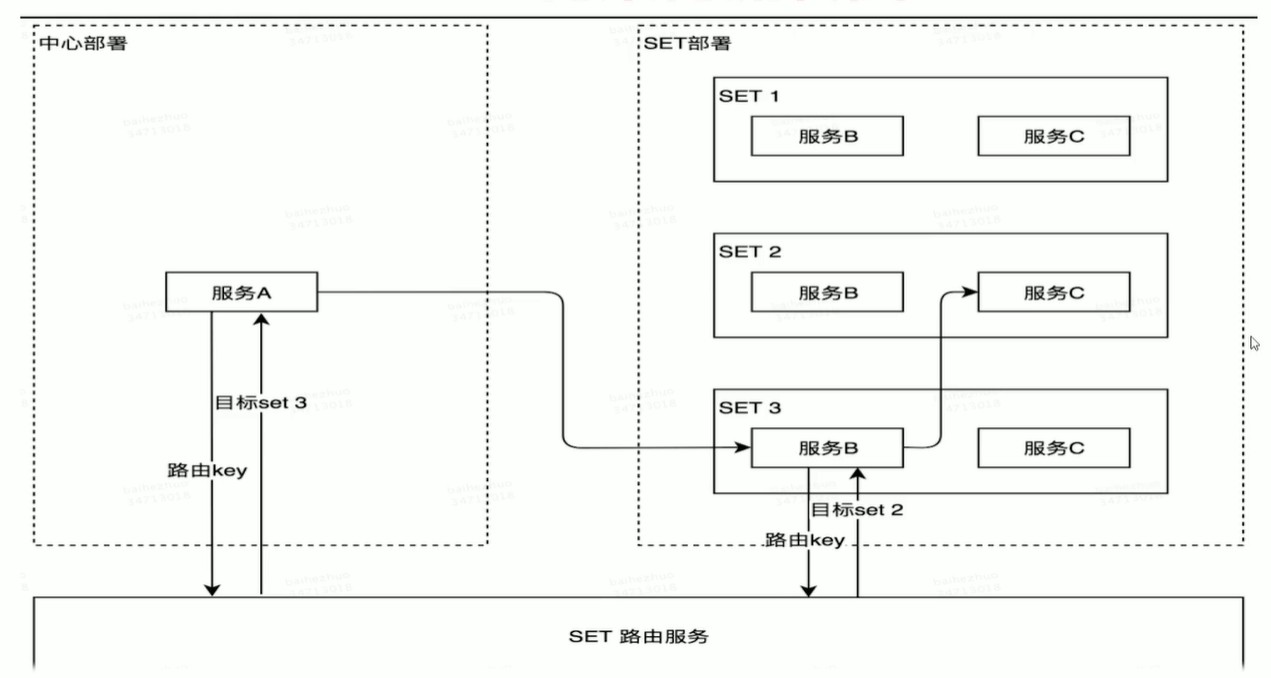 中心部署
SET部署
SET 1
服务B
服务C
SET 2
服务A
服务B
服务C
目标set 3
SET 3
服务B
服务C
路由key
目标set 2
路由key
SET 路由服务